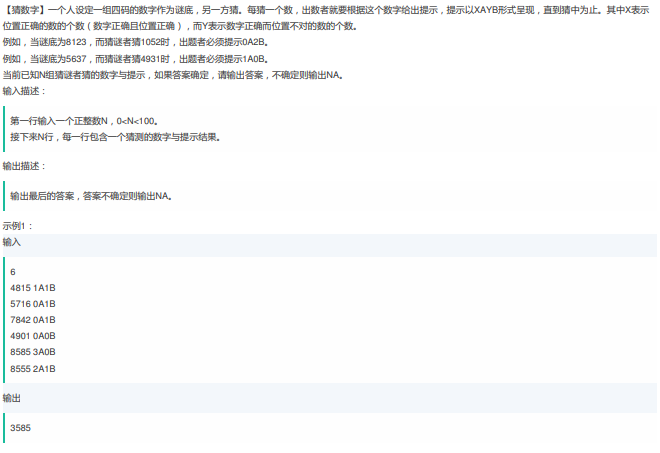 【猜数字】一个人设定一组四码的数字作为谜底，另一方猜。每猜一个数，出数者就要根据这个数字给出提示，提示以XAYB形式呈现，直到猜中为止。其中X表示
位置正确的数的个数（数字正确且位置正确），而Y表示数字正确而位置不对的数的个数。
例如，当谜底为8123，而猜谜者猜1052时，出题者必须提示0A2B。
例如，当谜底为5637，而猜谜者猜4931时，出题者必须提示1A0B。
当前已知N组猜谜者猜的数字与提示，如果答案确定，请输出答案，不确定则输出NA。
输入描述：
第一行输入一个正整数N，0<N<100。
接下来N行，每一行包含一个猜测的数字与提示结果。
输出描述：
输出最后的答案，答案不确定则输出NA。
示例1：
输入
6
4815 1A1B
5716 0A1B
7842 0A1B
4901 0A0B
8585 3A0B
8555 2A1B
输出
3585